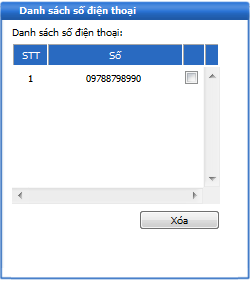 Danh sách số điện thoại
Danh sách số điện thoại:
STT Số
1 09788798990
Xóa